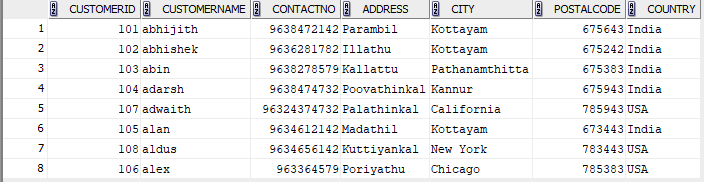 CUSTOMERID CUSTOMERNAME CONTACTNO ADDRESS CITY POSTALCODE COUNTRY
1 101 abhijith 9638472142 Parambil Kottayam 675643 India
2 102 abhishek 9636281782 Illathu Kottayam 675242 India
3 103 abin 9638278579 Kallattu Pathanamthitta 675383 India
4 104 adarsh 9638474732 Poovathinkal Kannur 675943 India
5 107 adwaith 96324374732 Palathinkal California 785943 USA
6 105 alan 9634612142 Madathil Kottayam 673443 India
7 108 aldus 9634656142 Kuttiyankal New York 783443 USA
8 106 alex 963364579 Poriyathu Chicago 785383 USA